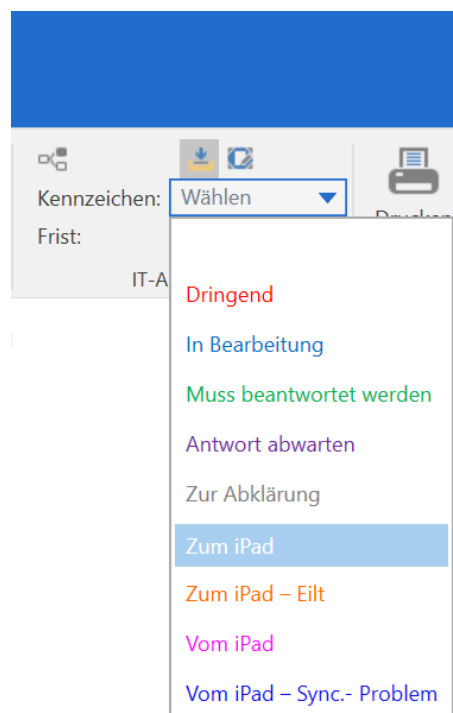 Kennzeichen: Wählen
Drucken
Frist:
IT-A
Dringend
In Bearbeitung
Muss beantwortet werden
Antwort abwarten
Zur Abklärung
Zum iPad
Zum iPad – Eilt
Vom iPad
Vom iPad – Sync.- Problem